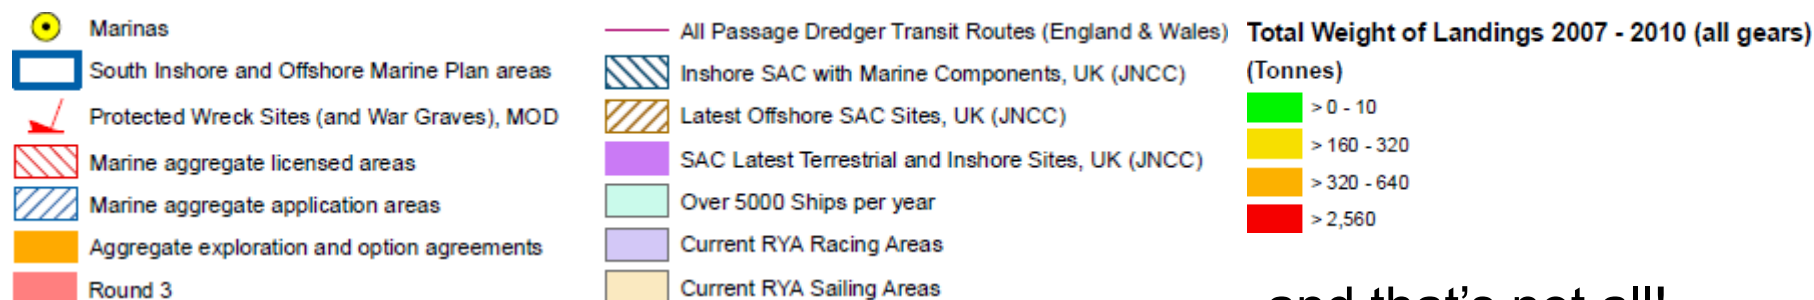 Marinas
South Inshore and Offshore Marine Plan areas
Protected Wreck Sites (and War Graves), MOD
Marine aggregate licensed areas
Marine aggregate application areas
Aggregate exploration and option agreements
Round 3
All Passage Dredger Transit Routes (England & Wales)
Inshore SAC with Marine Components, UK (JNCC)
Latest Offshore SAC Sites, UK (JNCC)
SAC Latest Terrestrial and Inshore Sites, UK (JNCC)
Over 5000 Ships per year
Current RYA Racing Areas
Current RYA Sailing Areas
Total Weight of Landings 2007 - 2010 (all gears)
(Tonnes)
> 0 - 10
> 160 - 320
> 320 - 640
> 2,560
and that's not all!